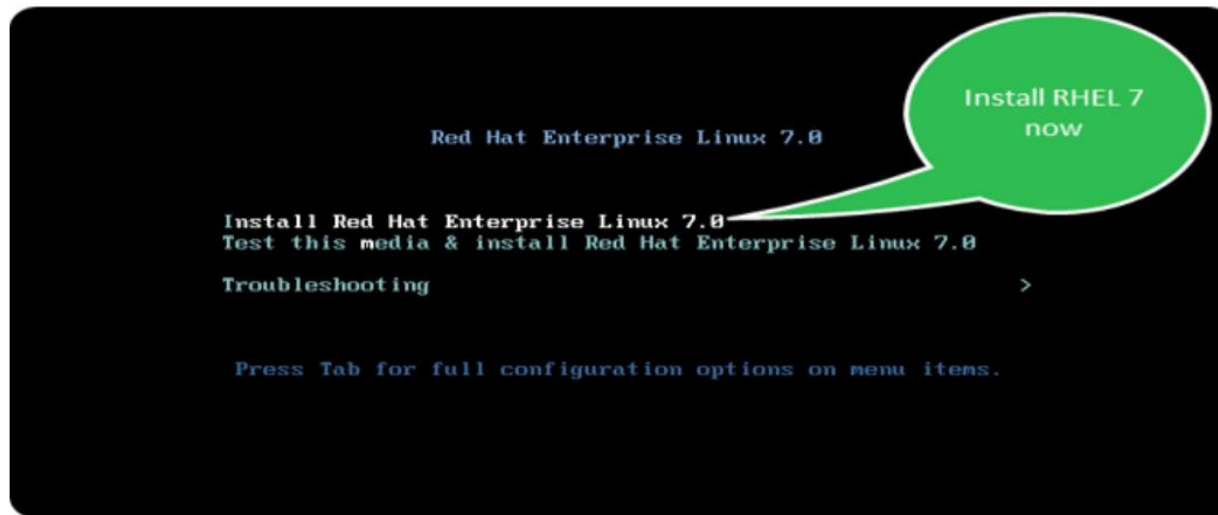 Install RHEL 7
now
Red Hat Enterprise Linux 7.0
Install Red Hat Enterprise Linux 7.0
Test this media & install Red Hat Enterprise Linux 7.0
Troubleshooting >
Press Tab for full configuration options on menu items.